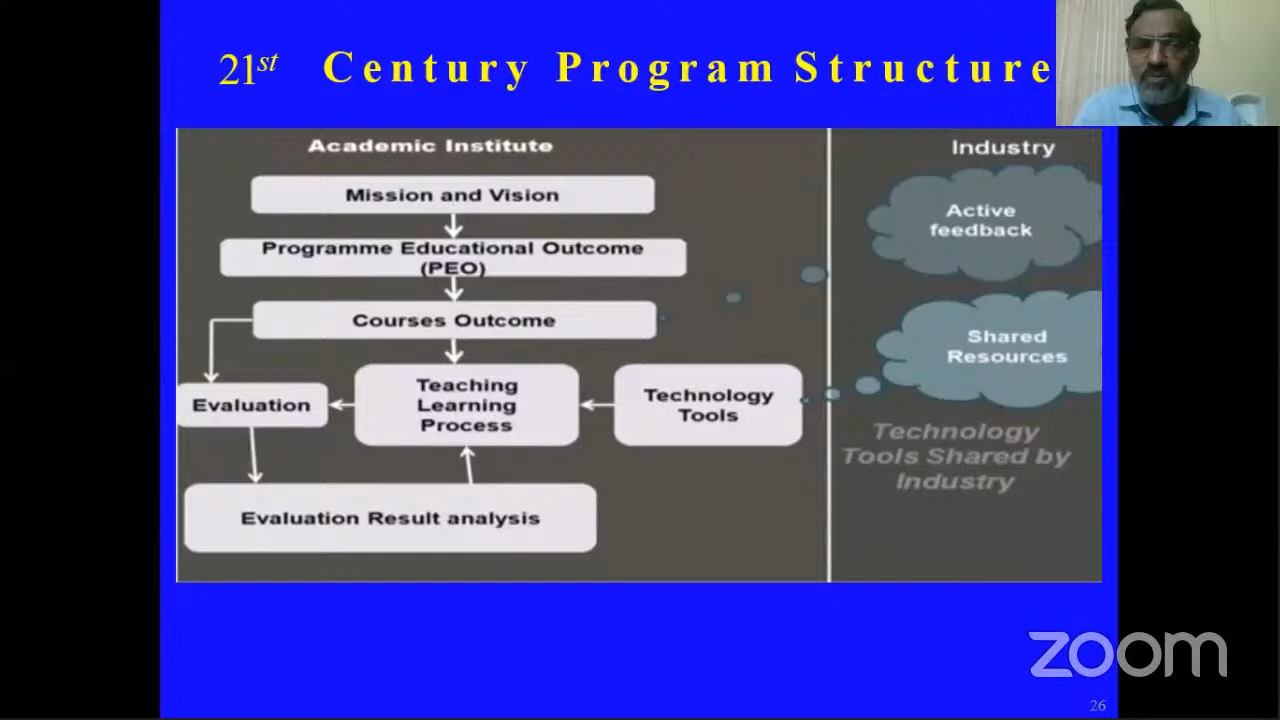 21st Century Program Structure
Academic Institute
Mission and Vision
Programme Educational Outcome
(PEO)
Courses Outcome
Evaluation
Teaching
Learning
Process
Technology
Tools
Evaluation Result analysis
Industry
Active
feedback
Shared
Resources
Technology
Tools Shared by
Industry
zoom
26